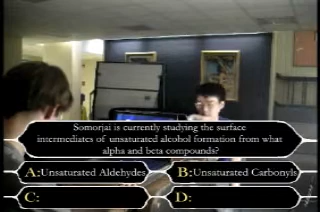 Somorjai is currently studying the surface
intermediates of unsaturated alcohol formation from what
alpha and beta compounds?
A:Unsaturated Aldehydes
B:Unsaturated Carbonyls
C:
D: